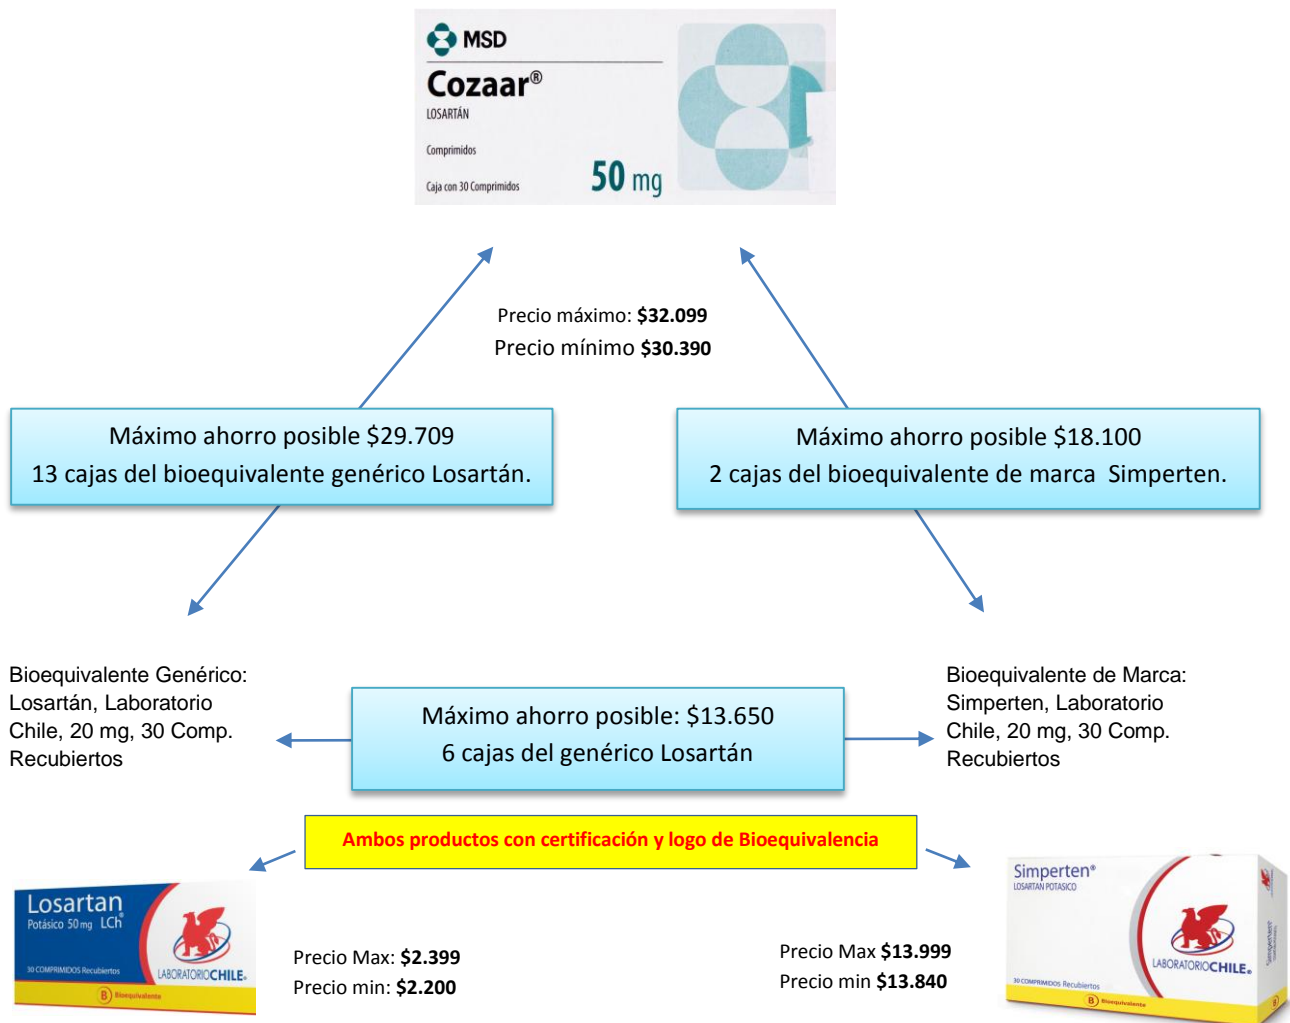 MSD
Cozaar®
LOSARTÁN
Comprimidos
Caja con 30 Comprimidos
50 mg
Precio máximo: $32.099
Precio mínimo $30.390
Máximo ahorro posible $29.709
13 cajas del bioequivalente genérico Losartán.
Máximo ahorro posible $18.100
2 cajas del bioequivalente de marca Simperten.
Bioequivalente Genérico:
Losartán, Laboratorio
Chile, 20 mg, 30 Comp.
Recubiertos
Máximo ahorro posible: $13.650
6 cajas del genérico Losartán
Bioequivalente de Marca:
Simperten, Laboratorio
Chile, 20 mg, 30 Comp.
Recubiertos
Ambos productos con certificación y logo de Bioequivalencia
Losartan
Potásico 50 mg LCh®
30 COMPRIMIDOS Recubiertos
LABORATORIOCHILE®
B Bioequivalente
Precio Max: $2.399
Precio min: $2.200
Precio Max $13.999
Precio min $13.840
Simperten®
LOSARTAN POTASICO
LABORATORIOCHILE®
30 COMPRIMIDOS Recubiertos
B Bioequivalente
Simperten
B